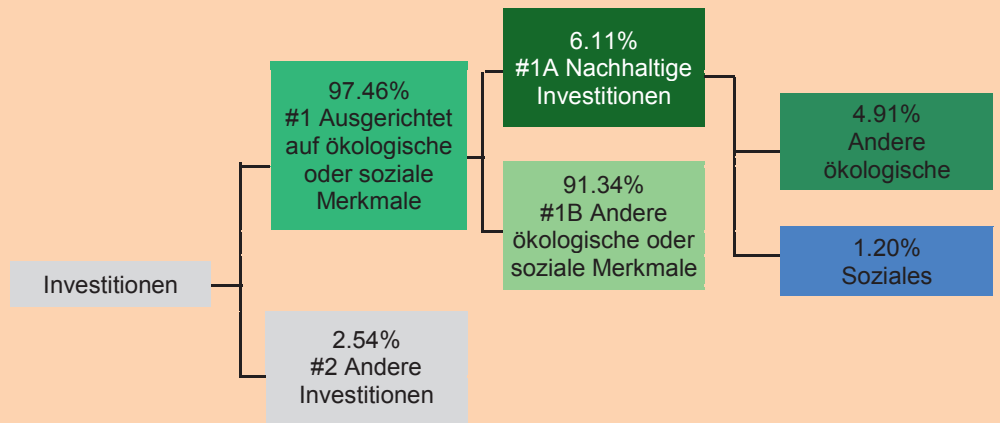 Investitionen
97.46%
#1 Ausgerichtet
auf ökologische
oder soziale
Merkmale
2.54%
#2 Andere
Investitionen
6.11%
#1A Nachhaltige
Investitionen
91.34%
#1B Andere
ökologische oder
soziale Merkmale
4.91%
Andere
ökologische
1.20%
Soziales